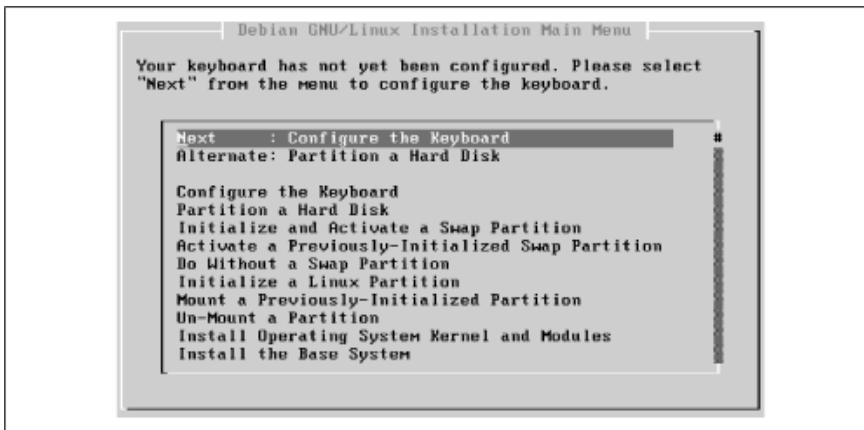 Debian GNU/Linux Installation Main Menu
Your keyboard has not yet been configured. Please select
"Next" from the menu to configure the keyboard.
Next : Configure the Keyboard
#
Alternate: Partition a Hard Disk
Configure the Keyboard
Partition a Hard Disk
Initialize and Activate a Swap Partition
Activate a Previously-Initialized Swap Partition
Do Without a Swap Partition
Initialize a Linux Partition
Mount a Previously-Initialized Partition
Un-Mount a Partition
Install Operating System Kernel and Modules
Install the Base System